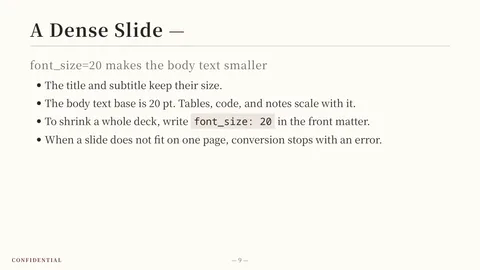 A Dense Slide —
font_size=20 makes the body text smaller
• The title and subtitle keep their size.
• The body text base is 20 pt. Tables, code, and notes scale with it.
• To shrink a whole deck, write font_size: 20 in the front matter.
• When a slide does not fit on one page, conversion stops with an error.
CONFIDENTIAL
— 9 —